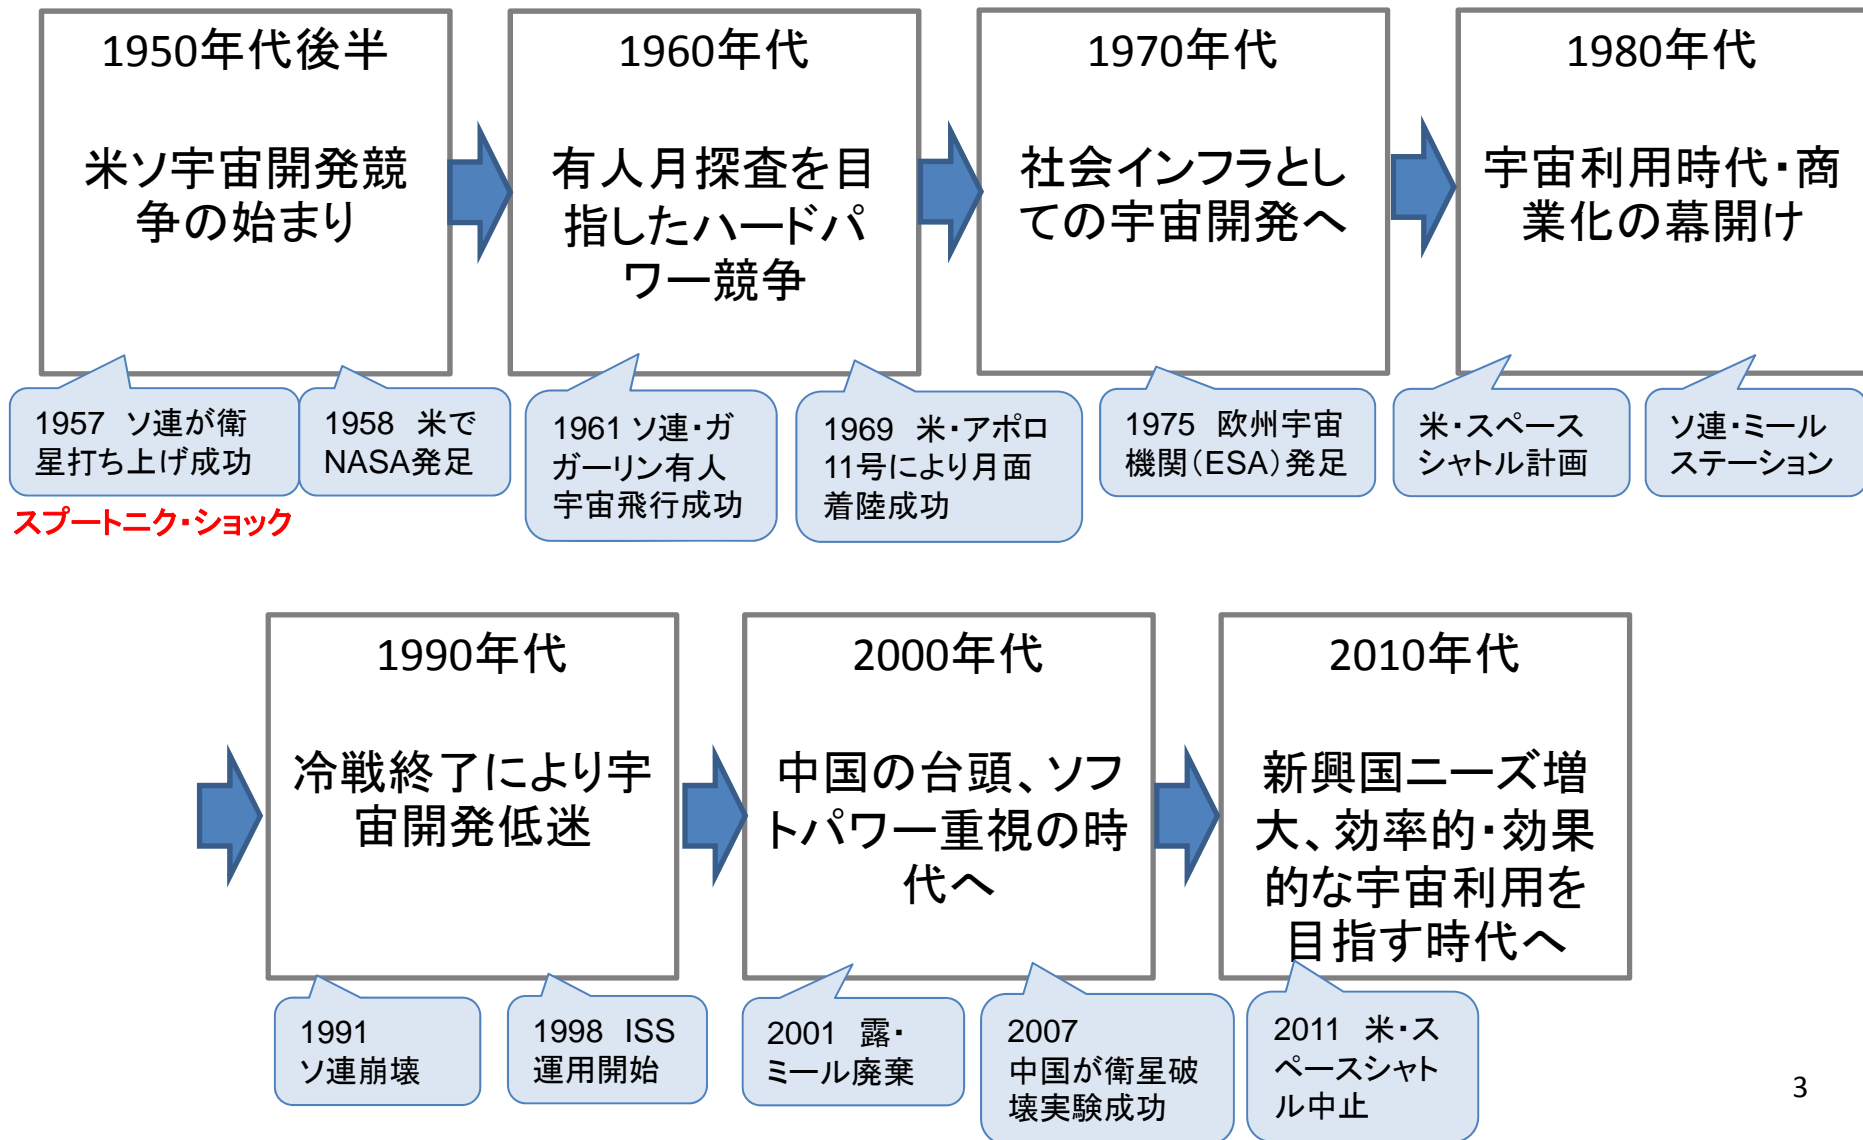 1950年代後半
米ソ宇宙開発競
争の始まり
1960年代
有人月探査を目
指したハードパ
ワー競争
1970年代
社会インフラとし
ての宇宙開発へ
1980年代
宇宙利用時代・商
業化の幕開け
1957 ソ連が衛
星打ち上げ成功
スプートニク・ショック
1958 米で
NASA発足
1961 ソ連・ガ
ガーリン有人
宇宙飛行成功
1969 米・アポロ
11号により月面
着陸成功
1975 欧州宇宙
機関(ESA)発足
米・スペース
シャトル計画
ソ連・ミール
ステーション
1990年代
冷戦終了により宇
宙開発低迷
2000年代
中国の台頭、ソフ
トパワー重視の時
代へ
2010年代
新興国ニーズ増
大、効率的・効果
的な宇宙利用を
目指す時代へ
1991
ソ連崩壊
1998 ISS
運用開始
2001 露・
ミール廃棄
2007
中国が衛星破
壊実験成功
2011 米・ス
ペースシャト
ル中止
3